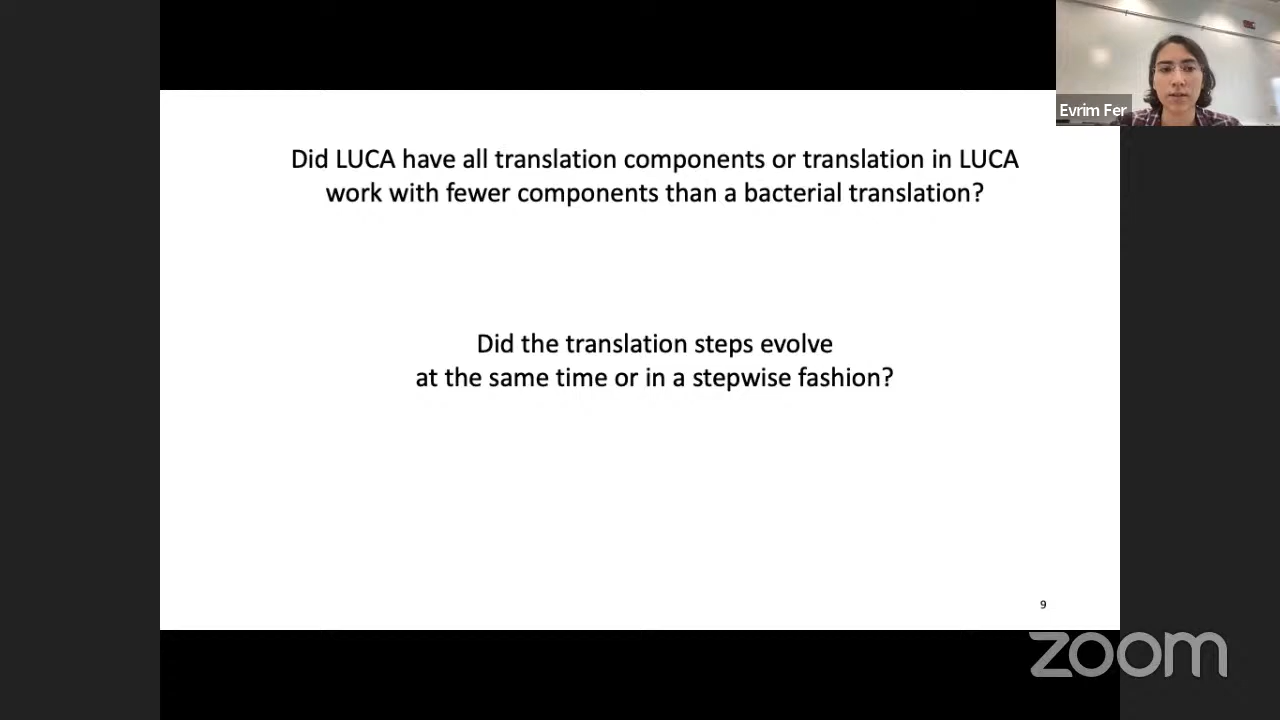 Evrim Fer
Did LUCA have all translation components or translation in LUCA
work with fewer components than a bacterial translation?
Did the translation steps evolve
at the same time or in a stepwise fashion?
9
zoom